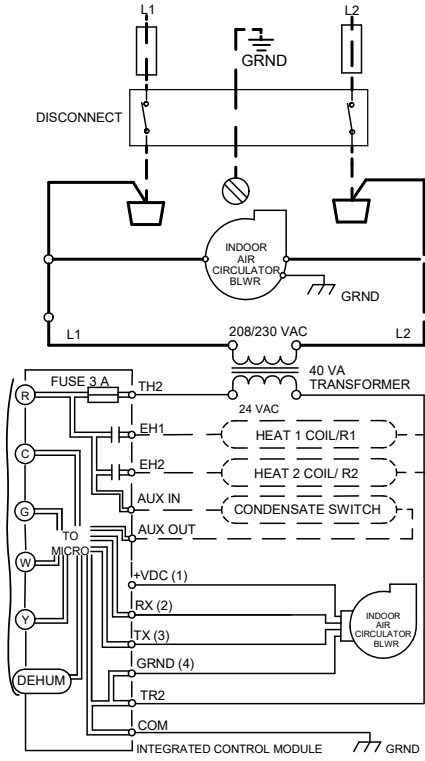 L1
L2
GRND
DISCONNECT
INDOOR
AIR
CIRCULATOR
BLWR
GRND
L1
208/230 VAC
L2
40 VA
TRANSFORMER
24 VAC
FUSE 3 A
TH2
R
EH1
HEAT 1 COIL/R1
C
EH2
HEAT 2 COIL/ R2
AUX IN
CONDENSATE SWITCH
G
AUX OUT
TO
MICRO
W
+VDC (1)
RX (2)
Y
TX (3)
INDOOR
AIR
CIRCULATOR
BLWR
GRND (4)
DEHUM
TR2
COM
INTEGRATED CONTROL MODULE
GRND